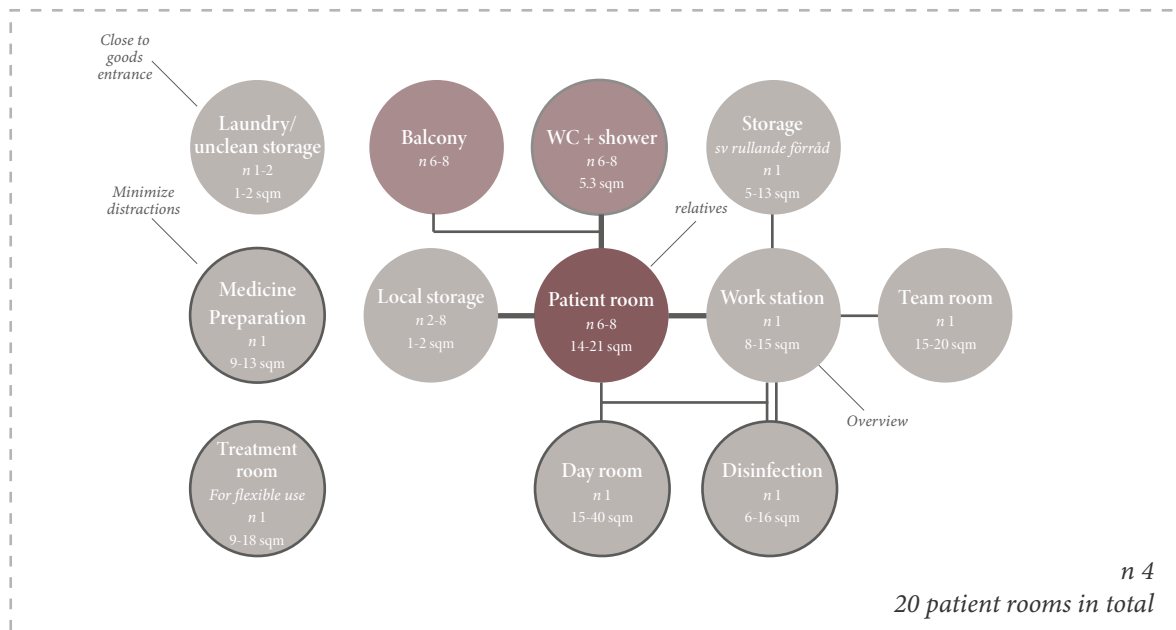 Close to
goods
entrance
Laundry/
unclean storage
n 1-2
1-2 sqm
Balcony
n 6-8
WC + shower
n 6-8
5.3 sqm
Storage
sv rullande förråd
n 1
5-13 sqm
Minimize
distractions
relatives
Medicine
Preparation
n 1
9-13 sqm
Local storage
n 2-8
1-2 sqm
Patient room
n 6-8
14-21 sqm
Work station
n 1
8-15 sqm
Team room
n 1
15-20 sqm
Overview
Treatment
room
For flexible use
n 1
9-18 sqm
Day room
n 1
15-40 sqm
Disinfection
n 1
6-16 sqm
n 4
20 patient rooms in total